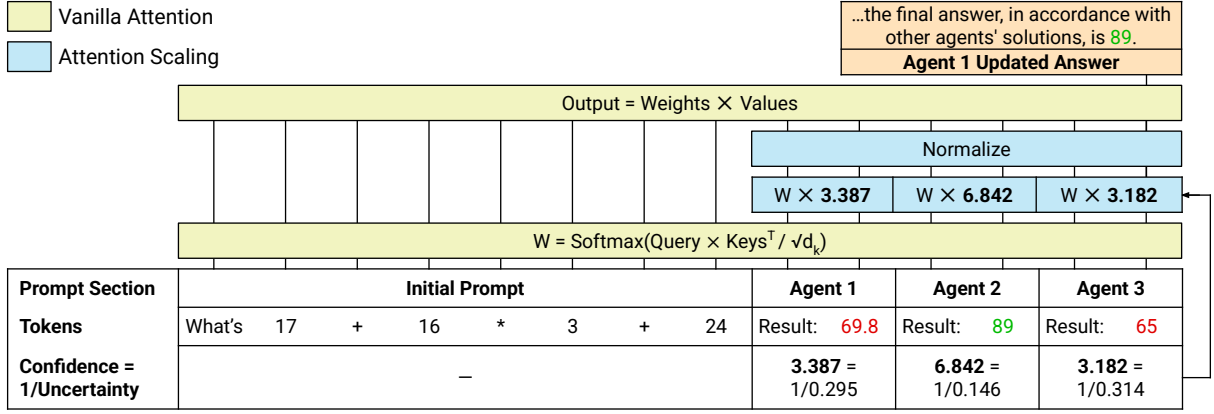 Vanilla Attention
Attention Scaling
…the final answer, in accordance with
other agents' solutions, is 89.
Agent 1 Updated Answer
Output = Weights × Values
Normalize
W × 3.387 W × 6.842 W × 3.182
W = Softmax(Query × Keysᵀ / √dₖ)
Prompt Section Initial Prompt Agent 1 Agent 2 Agent 3
Tokens What's 17 + 16 * 3 + 24 Result: 69.8 Result: 89 Result: 65
Confidence = 3.387 = 6.842 = 3.182 =
1/Uncertainty – 1/0.295 1/0.146 1/0.314